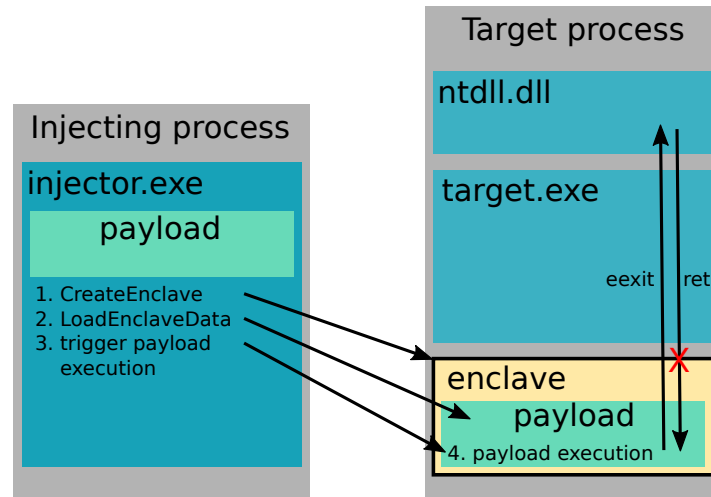 Injecting process
injector.exe
payload
1. CreateEnclave
2. LoadEnclaveData
3. trigger payload
execution
Target process
ntdll.dll
target.exe
eexit
ret
X
enclave
payload
4. payload execution